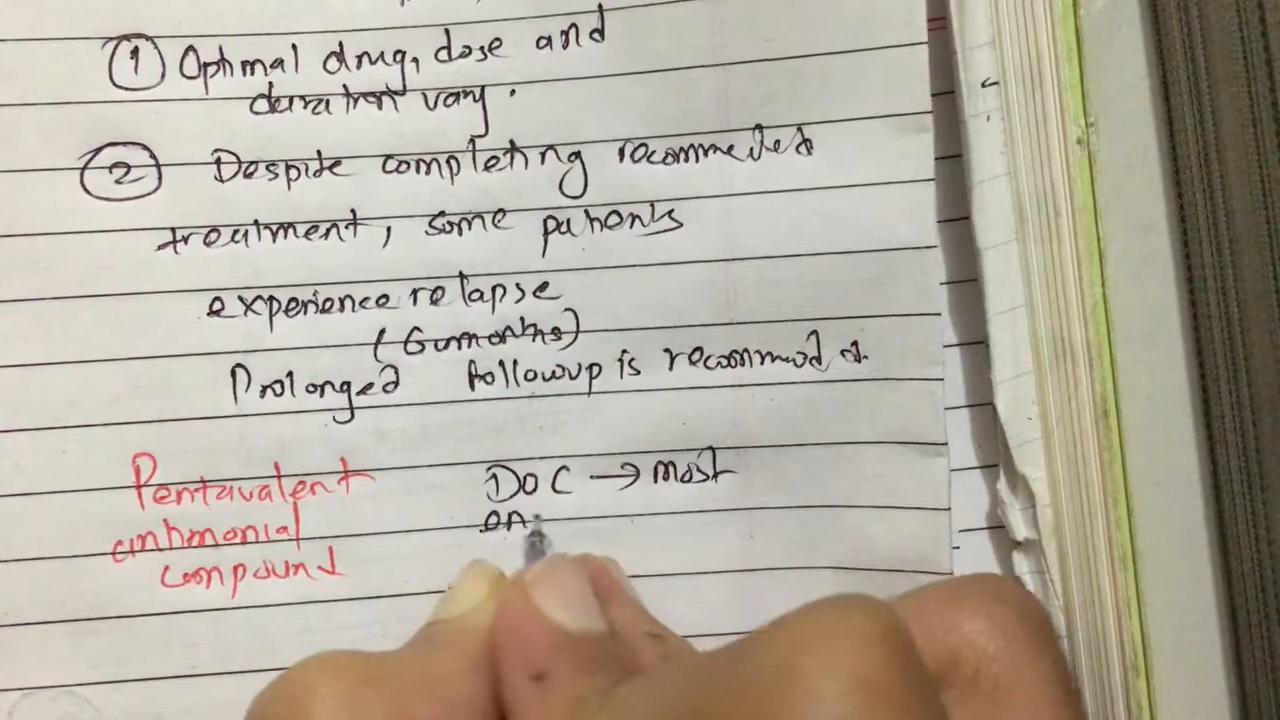 ① Optimal drug, dose and
duration vary.
② Despite completing recommended
treatment, some patients
experience relapse
(6 months)
Prolonged followup is recommended.
Pentavalent DOC → most
antimonial en
compound